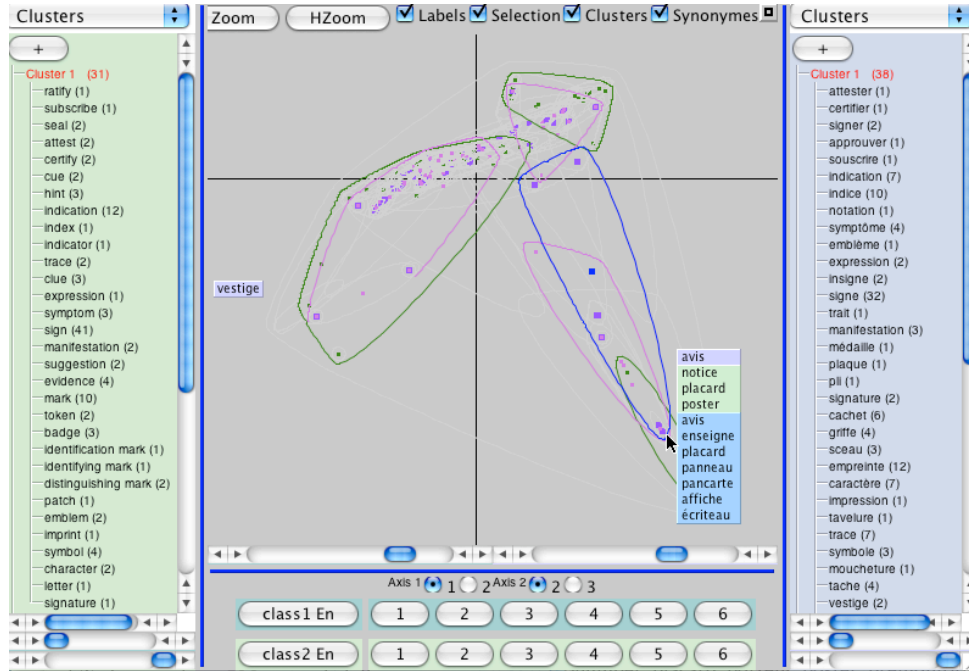 Clusters
+
Cluster 1 (31)
ratify (1)
subscribe (1)
seal (2)
attest (2)
certify (2)
cue (2)
hint (3)
indication (12)
index (1)
indicator (1)
trace (2)
clue (3)
expression (1)
symptom (3)
sign (41)
manifestation (2)
suggestion (2)
evidence (4)
mark (10)
token (2)
badge (3)
identification mark (1)
identifying mark (1)
distinguishing mark (2)
patch (1)
emblem (2)
imprint (1)
symbol (4)
character (2)
letter (1)
signature (1)
Zoom HZoom Labels Selection Clusters Synonymes
vestige
avis
notice
placard
poster
avis
enseigne
placard
panneau
pancarte
affiche
écriteau
Axis 1 1 2 Axis 2 2 3
class1 En 1 2 3 4 5 6
class2 En 1 2 3 4 5 6
Clusters
+
Cluster 1 (38)
attester (1)
certifier (1)
signer (2)
approuver (1)
souscrire (1)
indication (7)
indice (10)
notation (1)
symptôme (4)
emblème (1)
expression (2)
insigne (2)
signe (32)
trait (1)
manifestation (3)
médaille (1)
plaque (1)
pli (1)
signature (2)
cachet (6)
griffe (4)
sceau (3)
empreinte (12)
caractère (7)
impression (1)
tavelure (1)
trace (7)
symbole (3)
moucheture (1)
tache (4)
vestige (2)